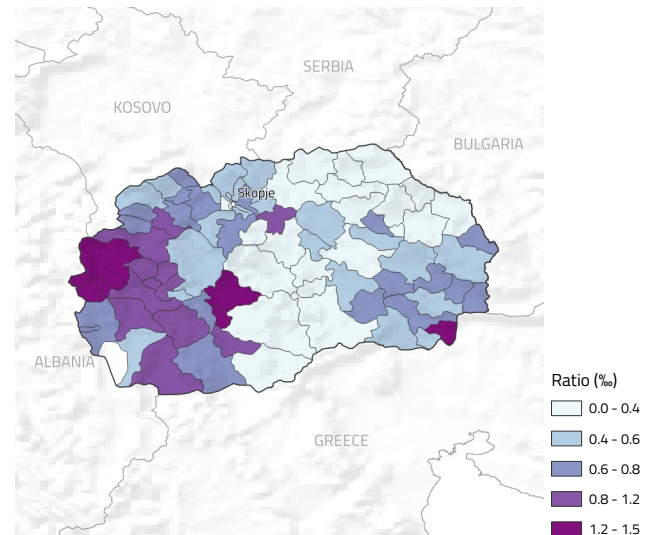 SERBIA
KOSOVO
BULGARIA
Skopje
ALBANIA
GREECE
Ratio (‰)
0.0 - 0.4
0.4 - 0.6
0.6 - 0.8
0.8 - 1.2
1.2 - 1.5